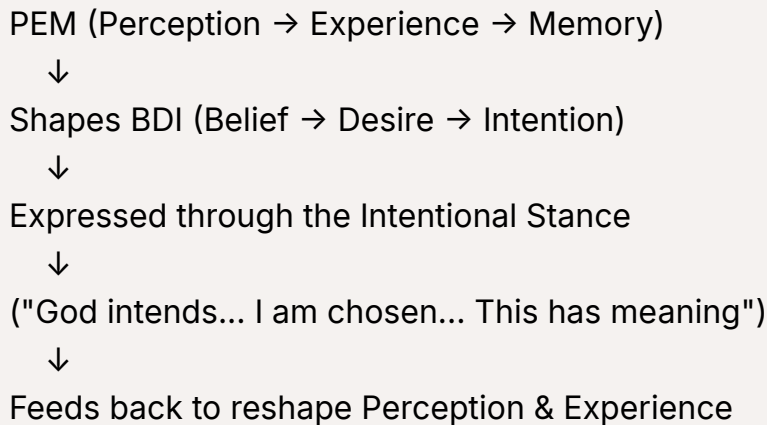 PEM (Perception → Experience → Memory)
↓
Shapes BDI (Belief → Desire → Intention)
↓
Expressed through the Intentional Stance
↓
("God intends... I am chosen... This has meaning")
↓
Feeds back to reshape Perception & Experience